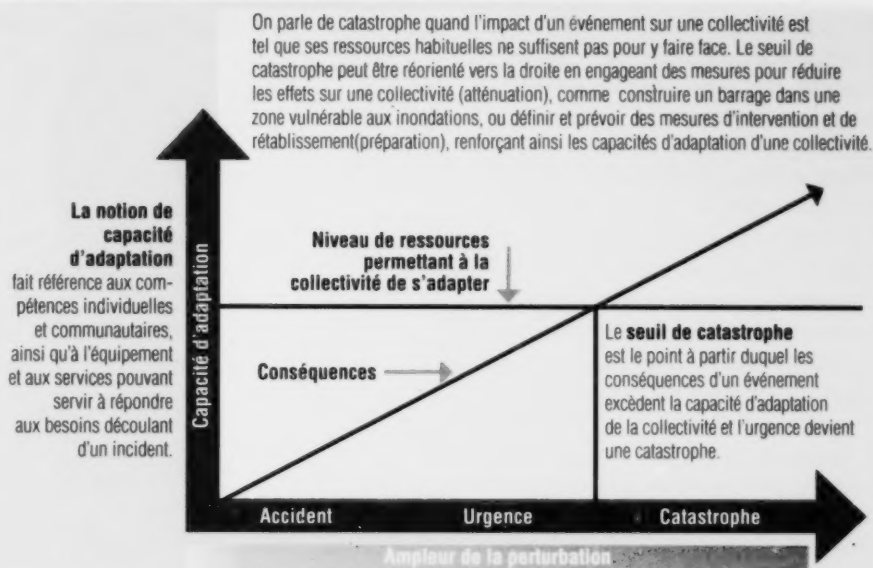 On parle de catastrophe quand l'impact d'un événement sur une collectivité est
tel que ses ressources habituelles ne suffisent pas pour y faire face. Le seuil de
catastrophe peut être réorienté vers la droite en engageant des mesures pour réduire
les effets sur une collectivité (atténuation), comme construire un barrage dans une
zone vulnérable aux inondations, ou définir et prévoir des mesures d'intervention et de
rétablissement(préparation), renforçant ainsi les capacités d'adaptation d'une collectivité.
La notion de
capacité
d'adaptation
fait référence aux com-
pétences individuelles
et communautaires,
ainsi qu'à l'équipement
et aux services pouvant
servir à répondre
aux besoins découlant
d'un incident.
Capacité d'adaptation
Niveau de ressources
permettant à la
collectivité de s'adapter
Conséquences
Le seuil de catastrophe
est le point à partir duquel les
conséquences d'un événement
excèdent la capacité d'adaptation
de la collectivité et l'urgence devient
une catastrophe.
Accident Urgence Catastrophe
Ampleur de la perturbation